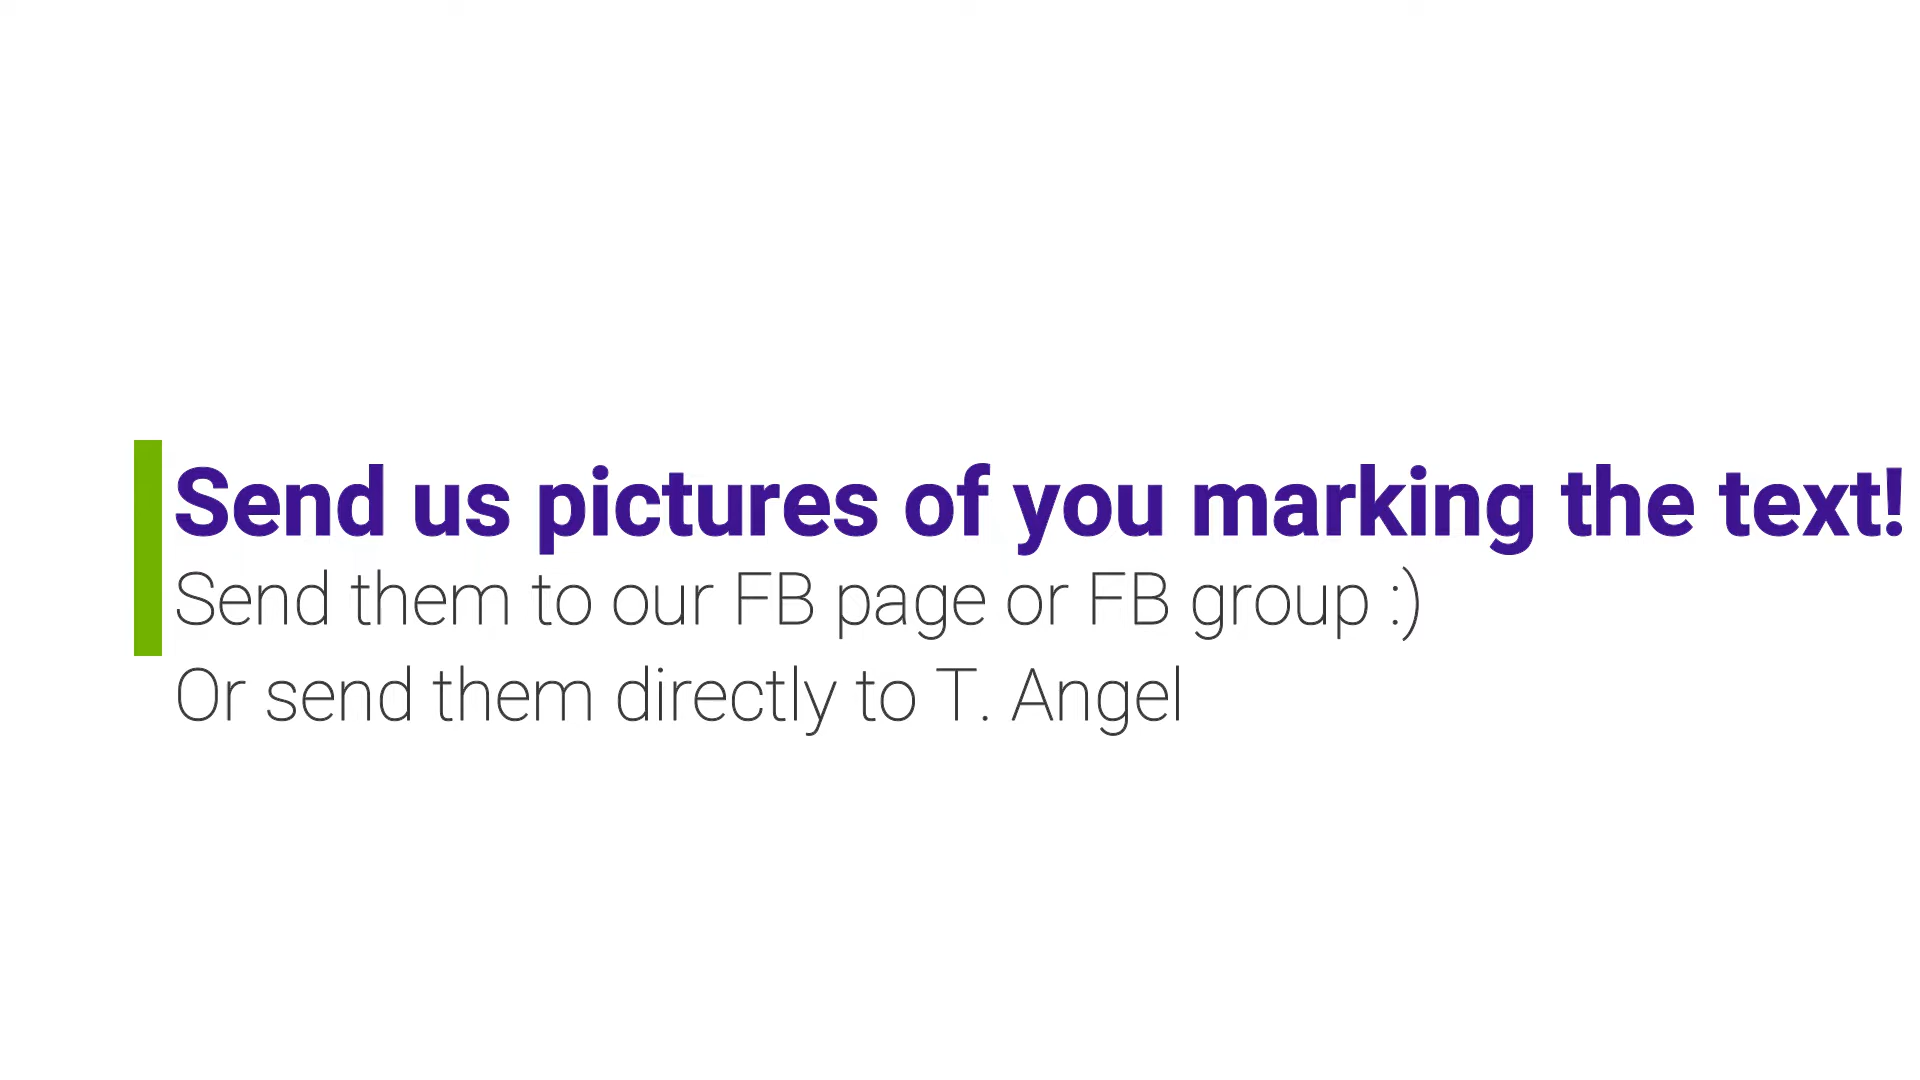 Send us pictures of you marking the text!
Send them to our FB page or FB group :)
Or send them directly to T. Angel